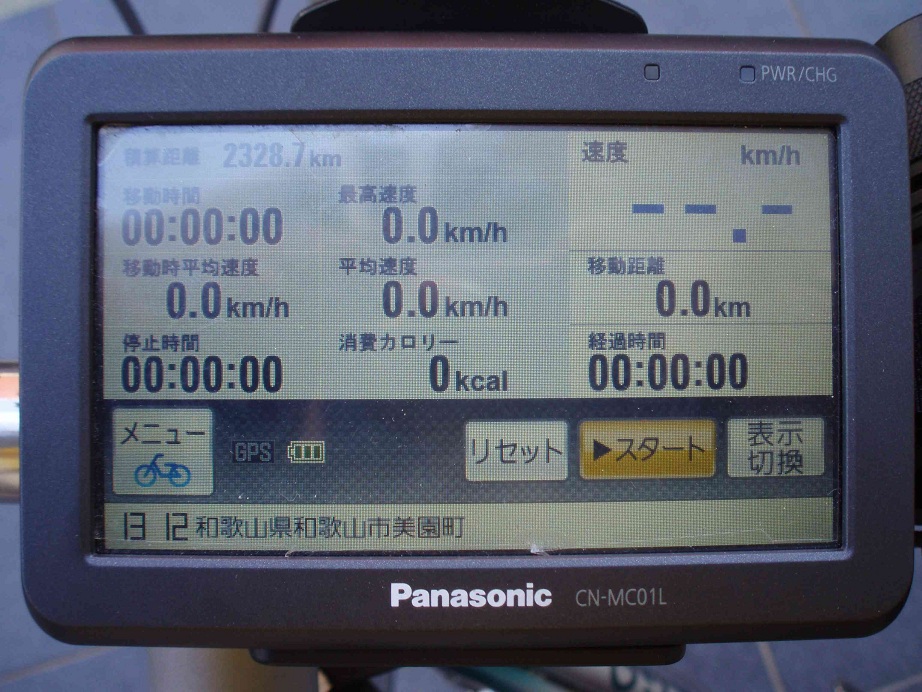 PWR/CHG
積算距離 2328.7km
速度 km/h
移動時間 最高速度
00:00:00 0.0km/h
-- -- . --
移動時平均速度 平均速度 移動距離
0.0km/h 0.0km/h 0.0km
停止時間 消費カロリー 経過時間
00:00:00 0kcal 00:00:00
メニュー GPS リセット ▶スタート 表示
切換
13 12 和歌山県和歌山市美園町
Panasonic CN-MC01L